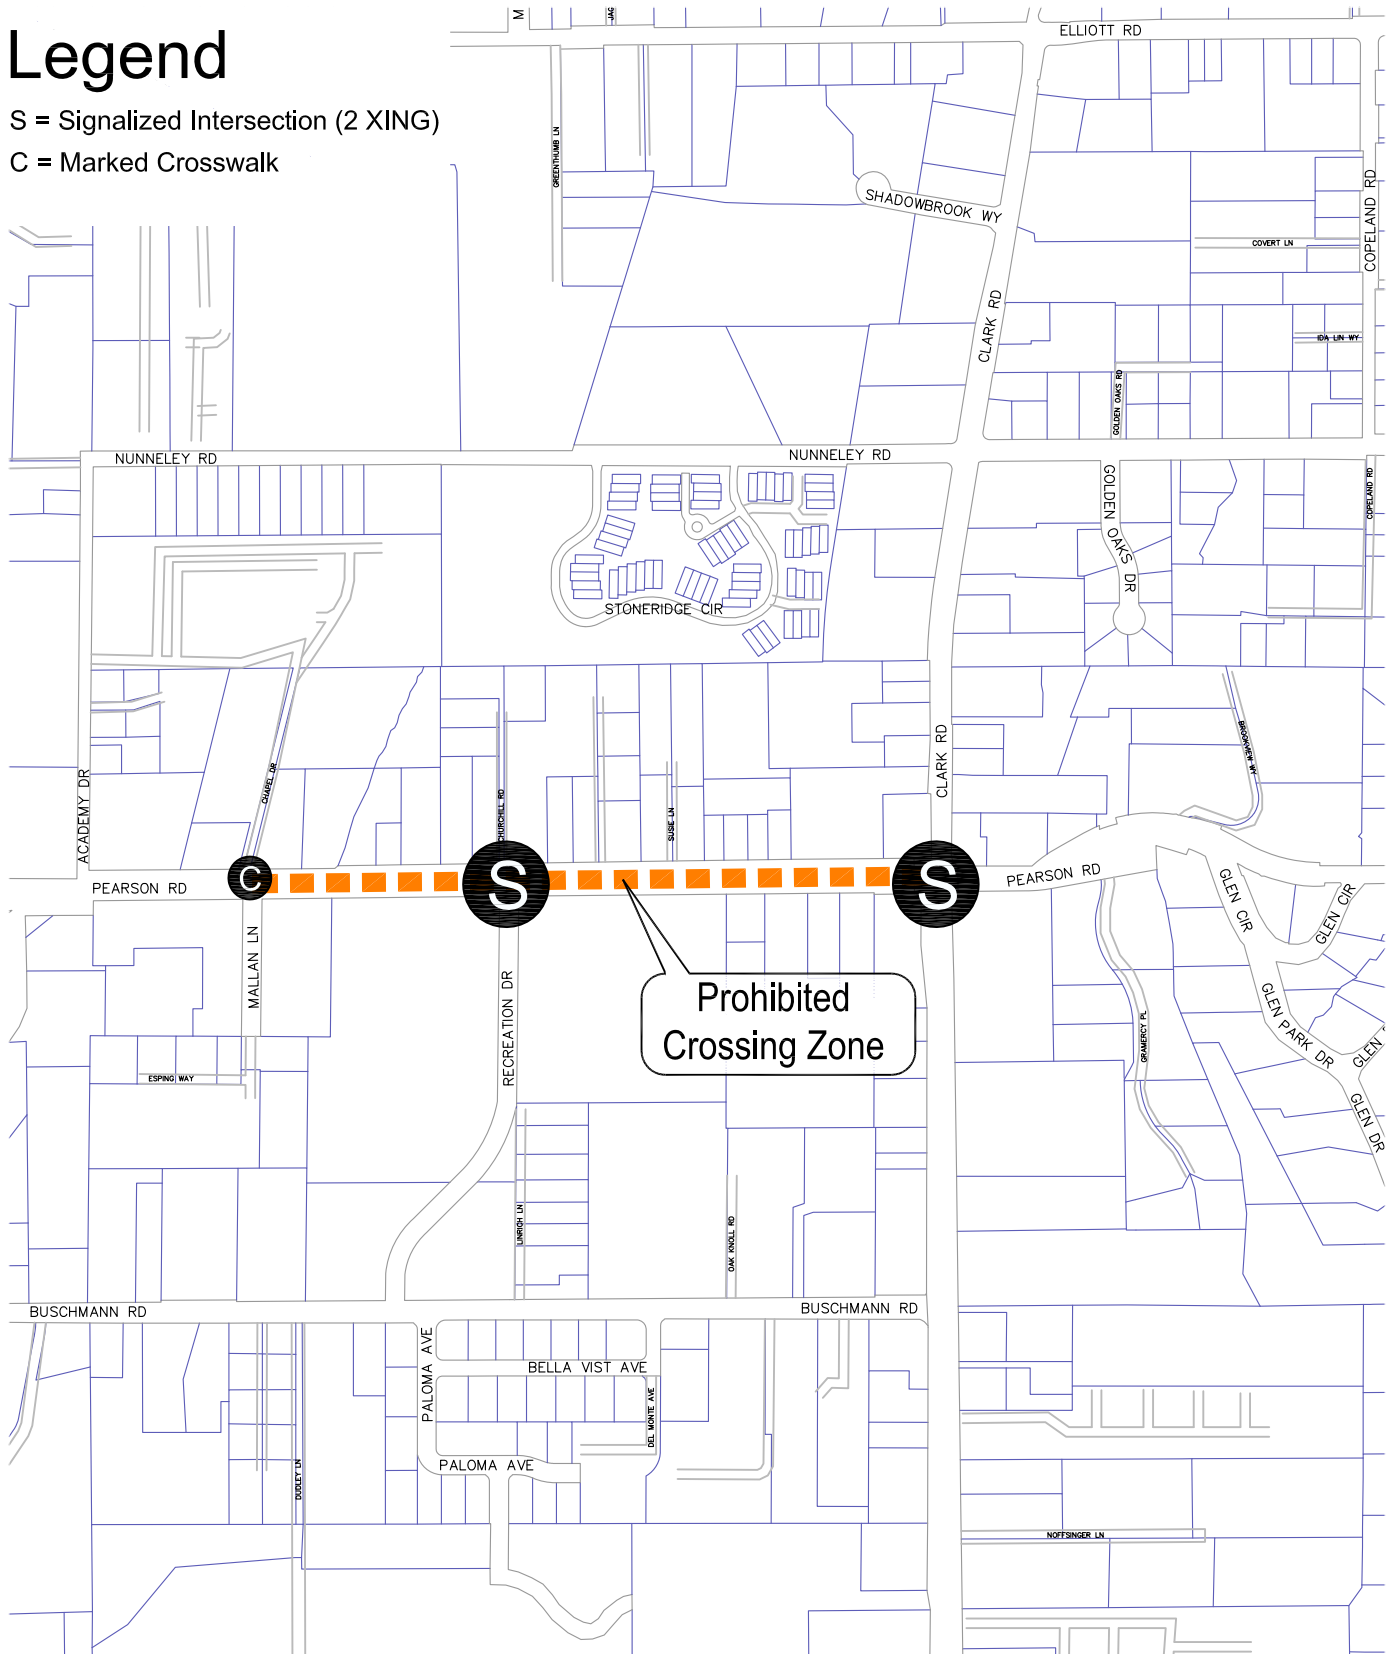 Legend
S = Signalized Intersection (2 XING)
C = Marked Crosswalk
M
JAC
ELLIOTT RD
GREENTHUMB LN
SHADOWBROOK WY
COPELAND RD
COVERT LN
CLARK RD
IDA LIN WY
GOLDEN OAKS RD
NUNNELEY RD
NUNNELEY RD
GOLDEN OAKS DR
COPELAND RD
STONERIDGE CIR
CLARK RD
BROOKVIEW WY
ACADEMY DR
CHAPEL DR
CHURCHILL RD
SUSIE LN
C
S
S
PEARSON RD
PEARSON RD
GLEN CIR
GLEN CIR
MALLAN LN
RECREATION DR
Prohibited
Crossing Zone
GRAMERCY PL
GLEN PARK DR
GLEN
GLEN DR
ESPING WAY
LINRICH LN
OAK KNOLL RD
BUSCHMANN RD
BUSCHMANN RD
PALOMA AVE
BELLA VIST AVE
DEL MONTE AVE
PALOMA AVE
DUDLEY LN
NOFFSINGER LN